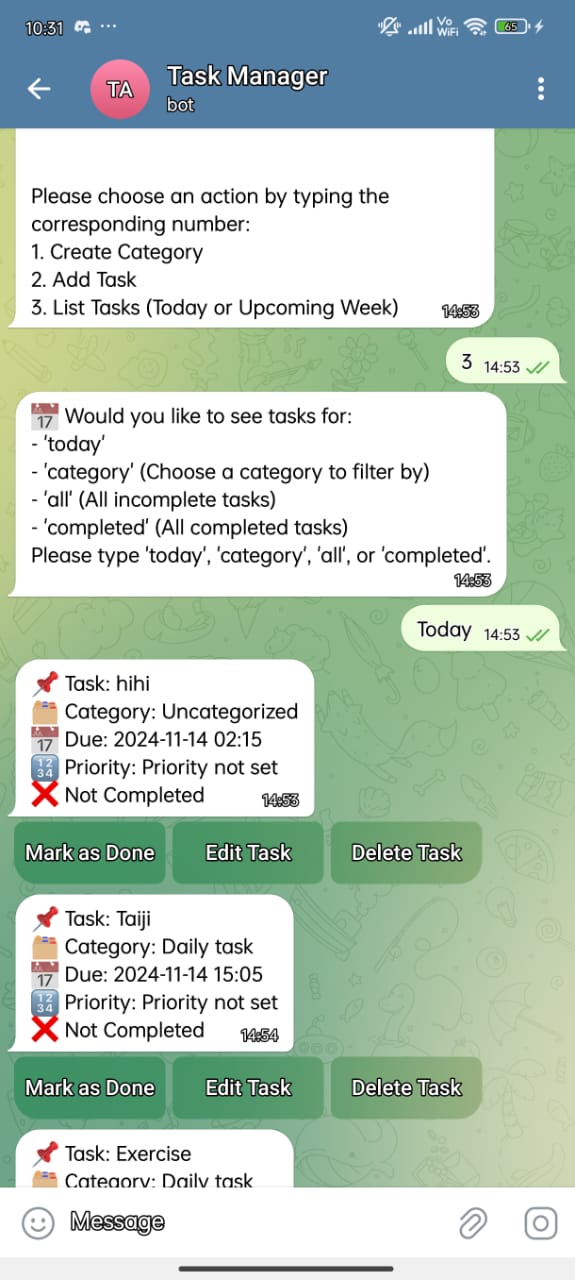 10:31 ... Vo WiFi 65
TA Task Manager
bot
Please choose an action by typing the
corresponding number:
1. Create Category
2. Add Task
3. List Tasks (Today or Upcoming Week) 14:53
3 14:53
17 Would you like to see tasks for:
- 'today'
- 'category' (Choose a category to filter by)
- 'all' (All incomplete tasks)
- 'completed' (All completed tasks)
Please type 'today', 'category', 'all', or 'completed'.
14:53
Today 14:53
Task: hihi
Category: Uncategorized
17 Due: 2024-11-14 02:15
1234 Priority: Priority not set
Not Completed 14:53
Mark as Done Edit Task Delete Task
Task: Taiji
Category: Daily task
17 Due: 2024-11-14 15:05
1234 Priority: Priority not set
Not Completed 14:54
Mark as Done Edit Task Delete Task
Task: Exercise
Category: Daily task
Message